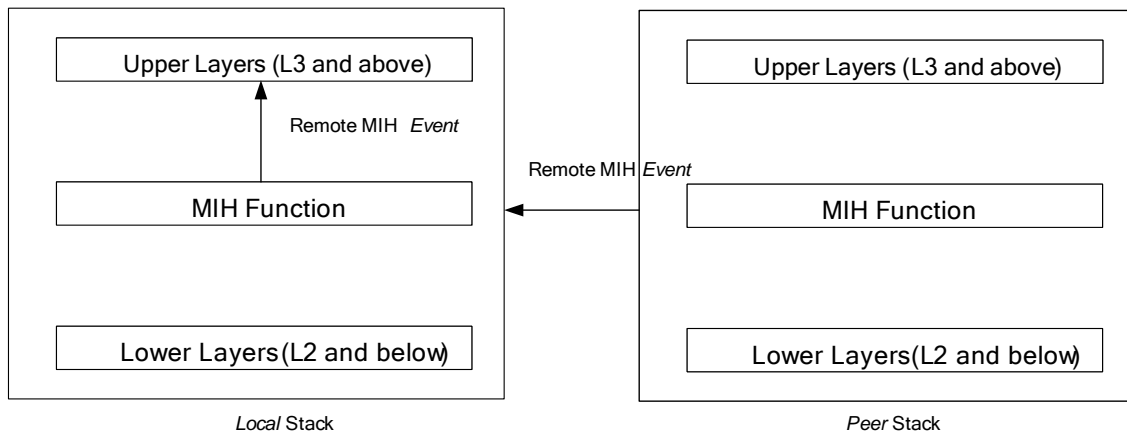 Upper Layers (L3 and above)
Upper Layers (L3 and above)
Remote MIH Event
Remote MIH Event
MIH Function
MIH Function
Lower Layers(L2 and below)
Lower Layers(L2 and below)
Local Stack
Peer Stack